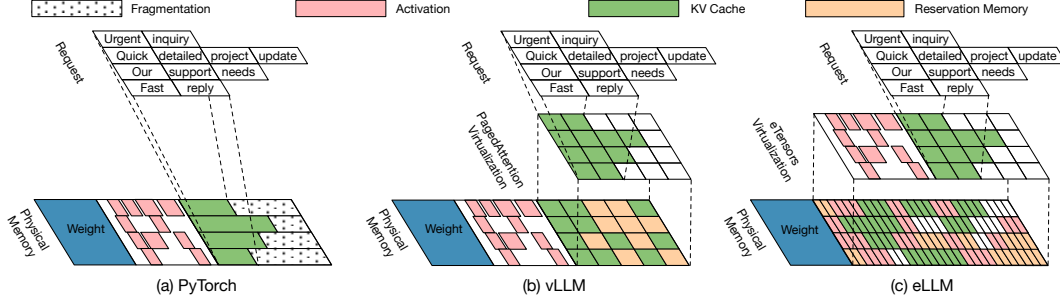 Fragmentation
Activation
KV Cache
Reservation Memory
Request
Urgent inquiry
Quick detailed project update
Our support needs
Fast reply
Physical
Memory
Weight
(a) PyTorch
Request
Urgent inquiry
Quick detailed project update
Our support needs
Fast reply
PagedAttention
Virtualization
Physical
Memory
Weight
(b) vLLM
Request
Urgent inquiry
Quick detailed project update
Our support needs
Fast reply
eTensors
Virtualization
Physical
Memory
Weight
(c) eLLM